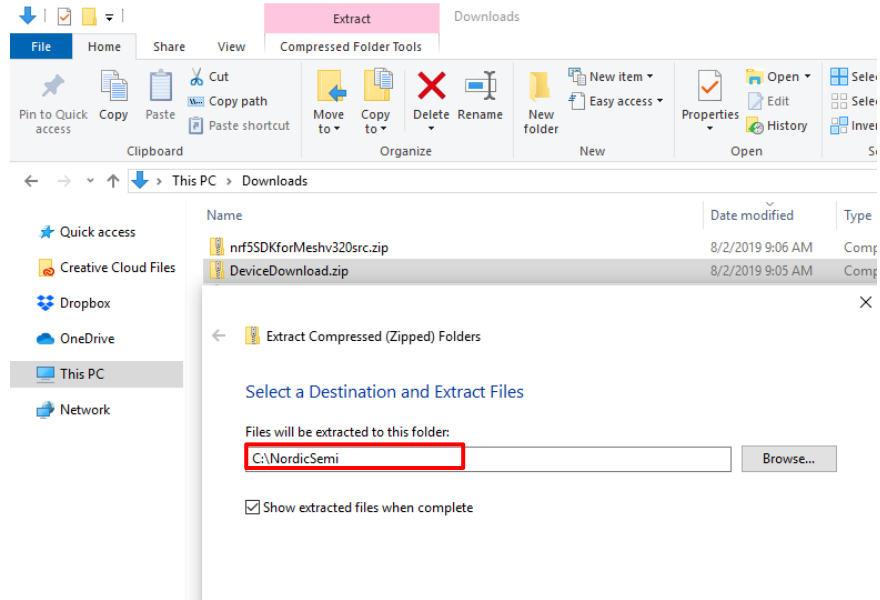 Extract
Downloads
File
Home
Share
View
Compressed Folder Tools
Pin to Quick access
Copy
Paste
Cut
Copy path
Paste shortcut
Clipboard
Move to
Copy to
Delete
Rename
Organize
New folder
New item
Easy access
New
Properties
Open
Edit
History
Open
Sele
Sele
Inver
S
This PC > Downloads
Name
Date modified
Type
nrf5SDKforMeshv320src.zip
8/2/2019 9:06 AM
Comp
DeviceDownload.zip
8/2/2019 9:05 AM
Comp
Quick access
Creative Cloud Files
Dropbox
OneDrive
This PC
Network
Extract Compressed (Zipped) Folders
Select a Destination and Extract Files
Files will be extracted to this folder:
C:\NordicSemi
Browse...
Show extracted files when complete